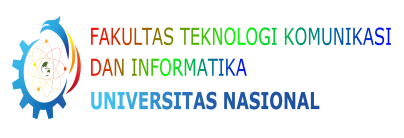 FAKULTAS TEKNOLOGI KOMUNIKASI
DAN INFORMATIKA
UNIVERSITAS NASIONAL